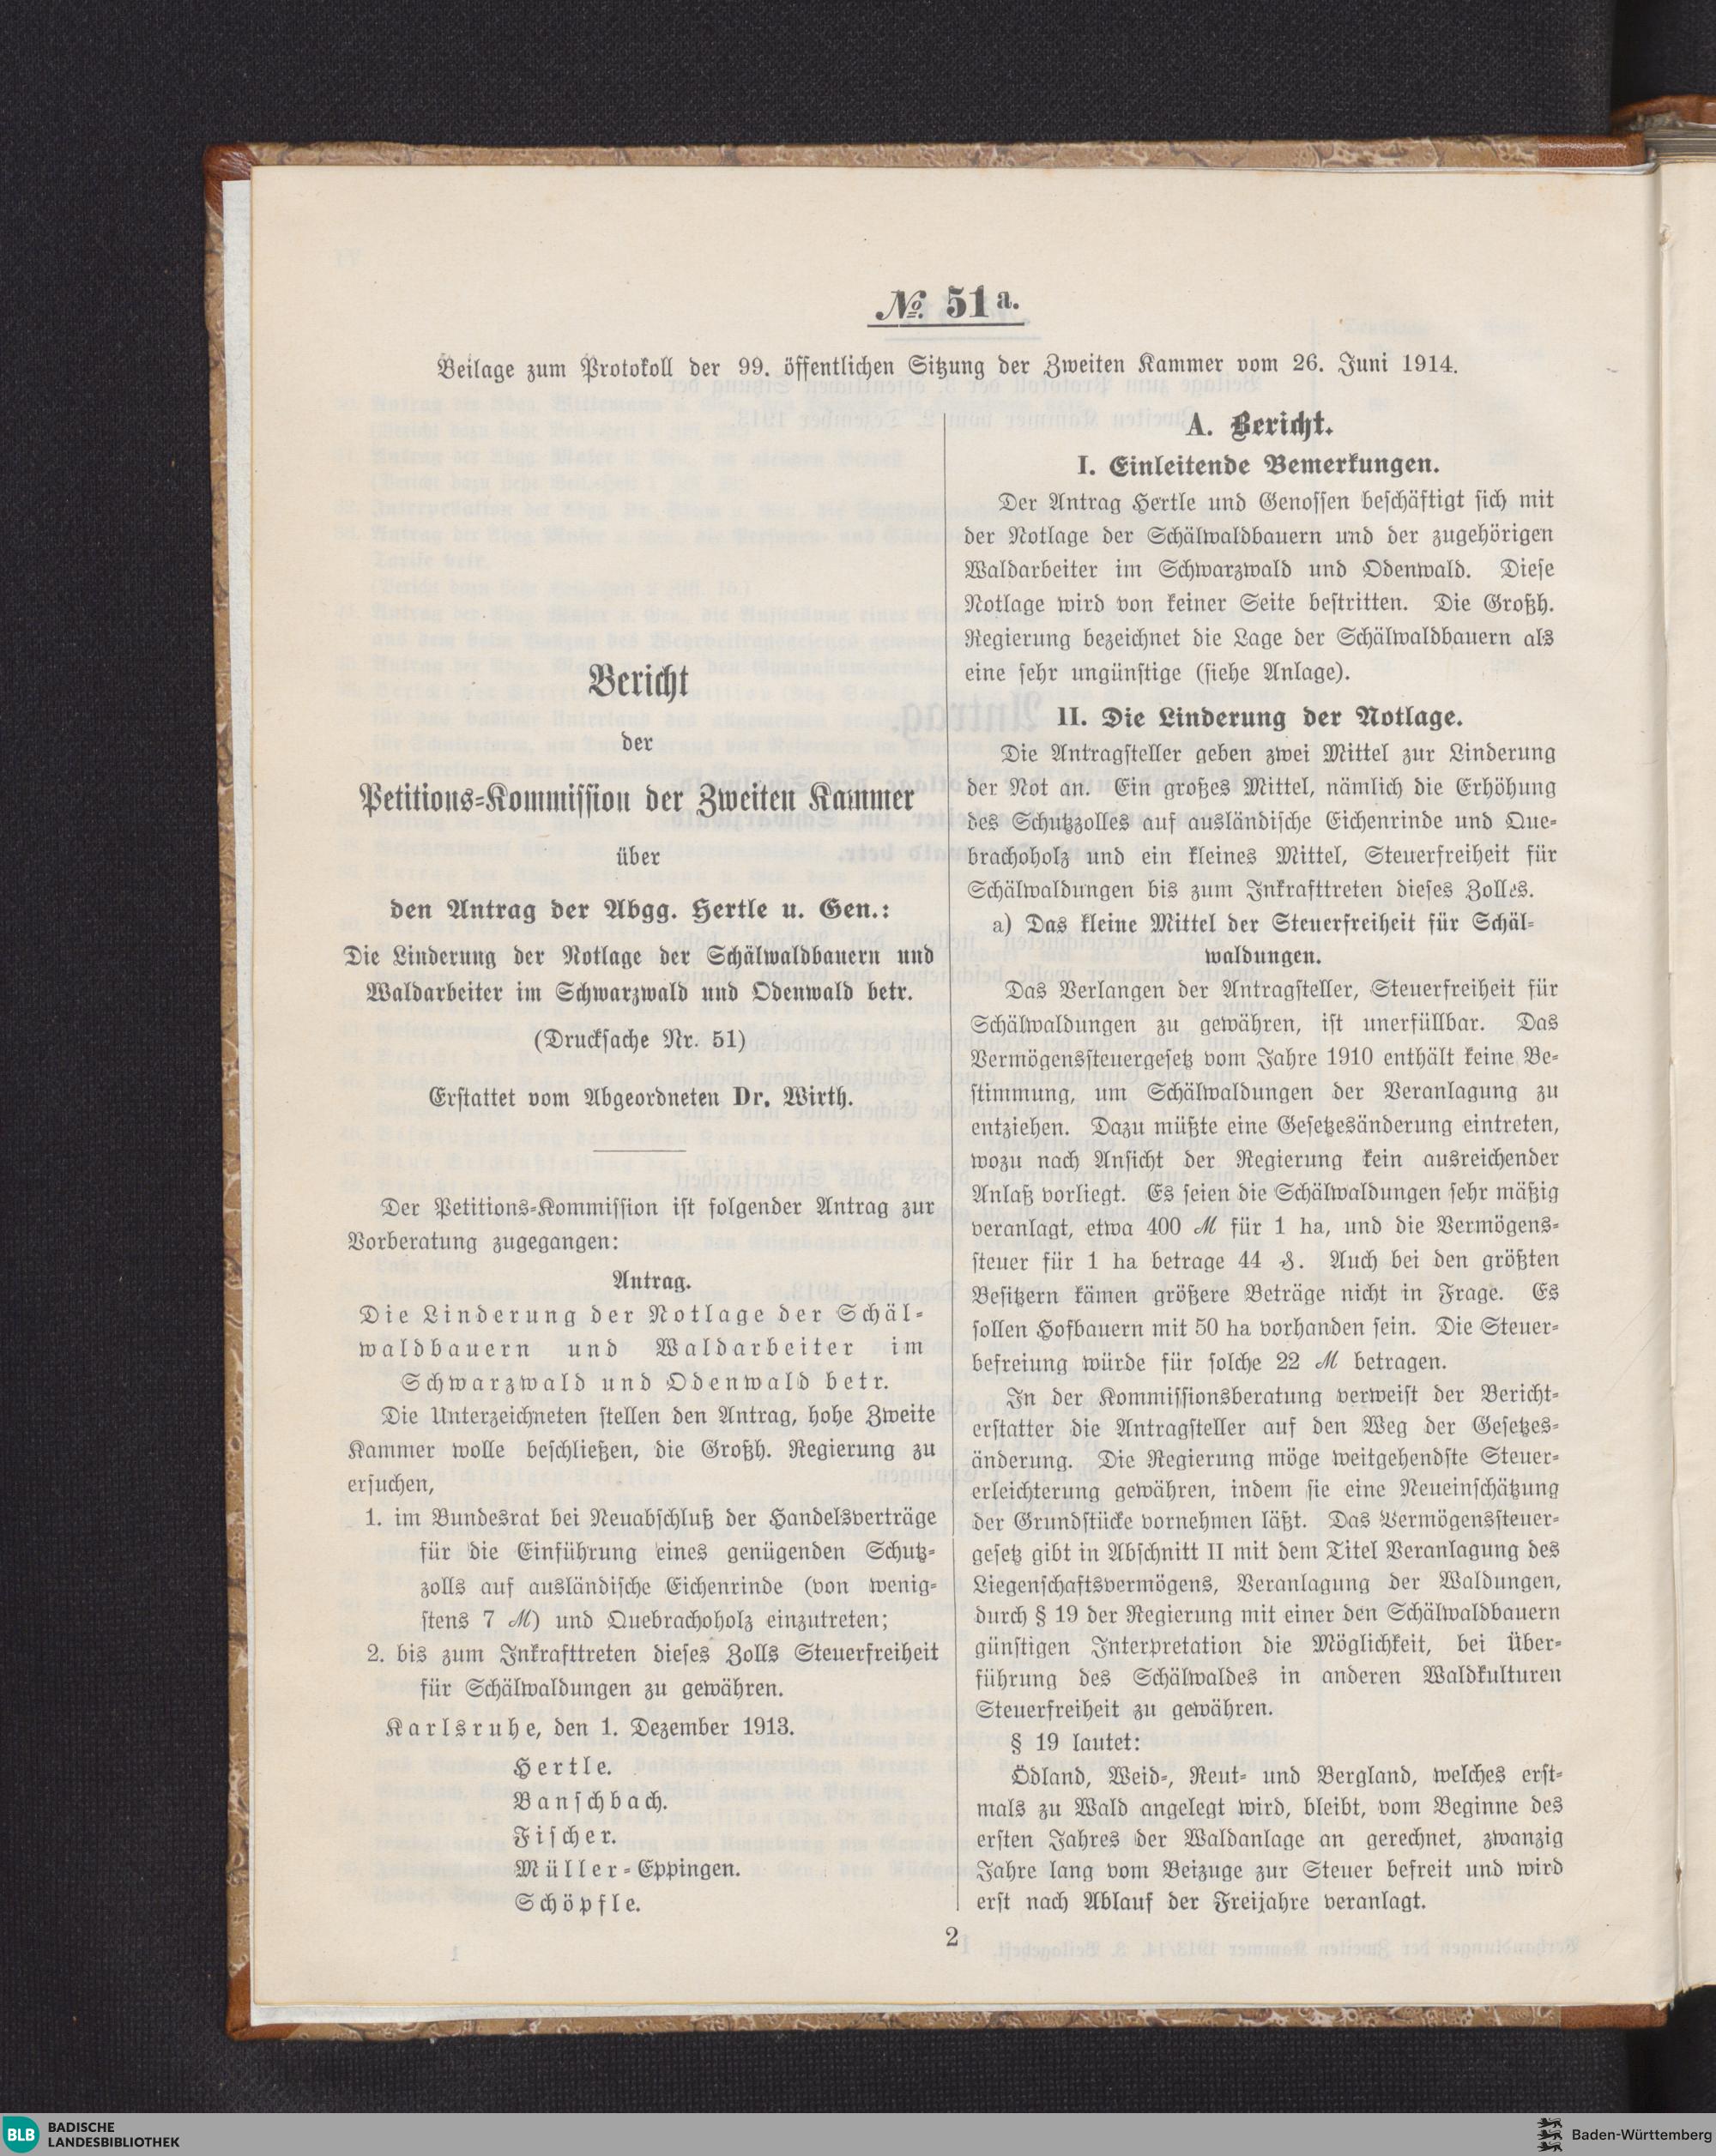 №. 51 a.
Beilage zum Protokoll der 99. öffentlichen Sitzung der Zweiten Kammer vom 26. Juni 1914.
Bericht
der
Petitions-Kommission der Zweiten Kammer
über
den Antrag der Abgg. Hertle u. Gen.:
Die Linderung der Notlage der Schälwaldbauern und
Waldarbeiter im Schwarzwald und Odenwald betr.
(Drucksache Nr. 51)
Erstattet vom Abgeordneten Dr. Wirth.
Der Petitions-Kommission ist folgender Antrag zur
Vorberatung zugegangen:
Antrag.
Die Linderung der Notlage der Schäl-
waldbauern und Waldarbeiter im
Schwarzwald und Odenwald betr.
Die Unterzeichneten stellen den Antrag, hohe Zweite
Kammer wolle beschließen, die Großh. Regierung zu
ersuchen,
1. im Bundesrat bei Neuabschluß der Handelsverträge
für die Einführung eines genügenden Schutz-
zolls auf ausländische Eichenrinde (von wenig-
stens 7 ℳ) und Quebrachoholz einzutreten;
2. bis zum Inkrafttreten dieses Zolls Steuerfreiheit
für Schälwaldungen zu gewähren.
Karlsruhe, den 1. Dezember 1913.
Hertle.
Banschbach.
Fischer.
Müller-Eppingen.
Schöpfle.
A. Bericht.
I. Einleitende Bemerkungen.
Der Antrag Hertle und Genossen beschäftigt sich mit
der Notlage der Schälwaldbauern und der zugehörigen
Waldarbeiter im Schwarzwald und Odenwald. Diese
Notlage wird von keiner Seite bestritten. Die Großh.
Regierung bezeichnet die Lage der Schälwaldbauern als
eine sehr ungünstige (siehe Anlage).
II. Die Linderung der Notlage.
Die Antragsteller geben zwei Mittel zur Linderung
der Not an. Ein großes Mittel, nämlich die Erhöhung
des Schutzzolles auf ausländische Eichenrinde und Que-
brachoholz und ein kleines Mittel, Steuerfreiheit für
Schälwaldungen bis zum Inkrafttreten dieses Zolles.
a) Das kleine Mittel der Steuerfreiheit für Schäl-
waldungen.
Das Verlangen der Antragsteller, Steuerfreiheit für
Schälwaldungen zu gewähren, ist unerfüllbar. Das
Vermögenssteuergesetz vom Jahre 1910 enthält keine Be-
stimmung, um Schälwaldungen der Veranlagung zu
entziehen. Dazu müßte eine Gesetzesänderung eintreten,
wozu nach Ansicht der Regierung kein ausreichender
Anlaß vorliegt. Es seien die Schälwaldungen sehr mäßig
veranlagt, etwa 400 ℳ für 1 ha, und die Vermögens-
steuer für 1 ha betrage 44 ₰. Auch bei den größten
Besitzern kämen größere Beträge nicht in Frage. Es
sollen Hofbauern mit 50 ha vorhanden sein. Die Steuer-
befreiung würde für solche 22 ℳ betragen.
In der Kommissionsberatung verweist der Bericht-
erstatter die Antragsteller auf den Weg der Gesetzes-
änderung. Die Regierung möge weitgehendste Steuer-
erleichterung gewähren, indem sie eine Neueinschätzung
der Grundstücke vornehmen läßt. Das Vermögenssteuer-
gesetz gibt in Abschnitt II mit dem Titel Veranlagung des
Liegenschaftsvermögens, Veranlagung der Waldungen,
durch § 19 der Regierung mit einer den Schälwaldbauern
günstigen Interpretation die Möglichkeit, bei Über-
führung des Schälwaldes in anderen Waldkulturen
Steuerfreiheit zu gewähren.
§ 19 lautet:
Ödland, Weid-, Reut- und Bergland, welches erst-
mals zu Wald angelegt wird, bleibt, vom Beginne des
ersten Jahres der Waldanlage an gerechnet, zwanzig
Jahre lang vom Beizuge zur Steuer befreit und wird
erst nach Ablauf der Freijahre veranlagt.
2
BLB BADISCHE
LANDESBIBLIOTHEK
Baden-Württemberg